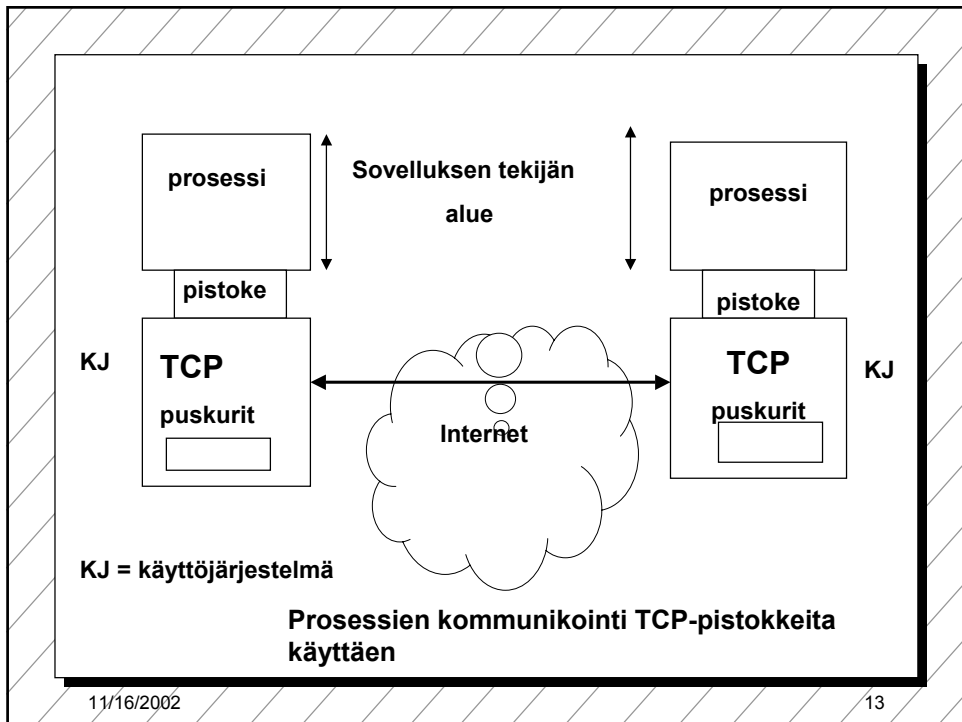 prosessi
Sovelluksen tekijän
alue
prosessi
pistoke
pistoke
KJ
TCP
puskurit
Internet
TCP
puskurit
KJ
KJ = käyttöjärjestelmä
Prosessien kommunikointi TCP-pistokkeita
käyttäen
11/16/2002
13